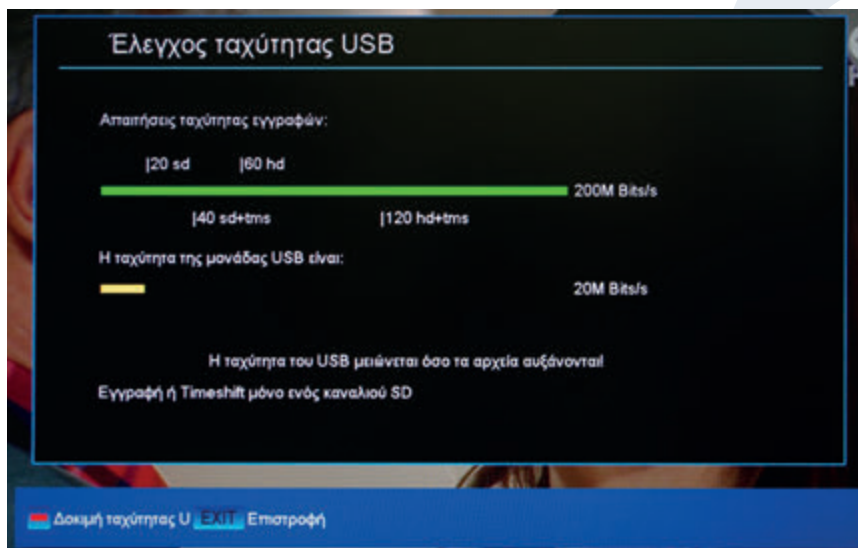 Έλεγχος ταχύτητας USB
Απαιτήσεις ταχύτητας εγγραφών:
|20 sd |60 hd
200M Bits/s
|40 sd+tms |120 hd+tms
Η ταχύτητα της μονάδας USB είναι:
20M Bits/s
Η ταχύτητα του USB μειώνεται όσο τα αρχεία αυξάνονται!
Εγγραφή ή Timeshift μόνο ενός καναλιού SD
Δοκιμή ταχύτητας U EXIT Επιστροφή